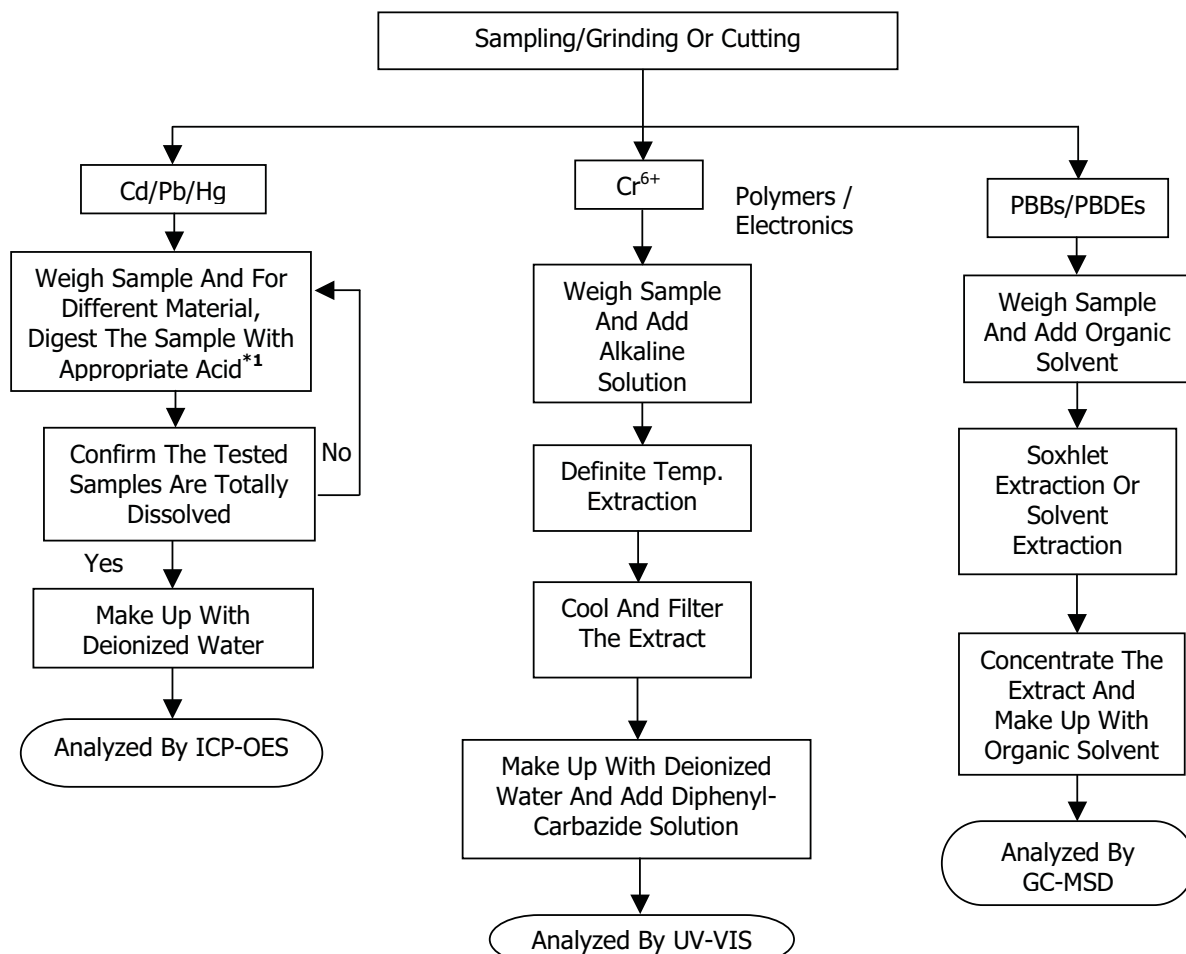 Sampling/Grinding Or Cutting
Cd/Pb/Hg
Weigh Sample And For
Different Material,
Digest The Sample With
Appropriate Acid*1
Confirm The Tested
Samples Are Totally
Dissolved
No
Yes
Make Up With
Deionized Water
Analyzed By ICP-OES
Cr6+
Polymers /
Electronics
Weigh Sample
And Add
Alkaline
Solution
Definite Temp.
Extraction
Cool And Filter
The Extract
Make Up With Deionized
Water And Add Diphenyl-
Carbazide Solution
Analyzed By UV-VIS
PBBs/PBDEs
Weigh Sample
And Add Organic
Solvent
Soxhlet
Extraction Or
Solvent
Extraction
Concentrate The
Extract And
Make Up With
Organic Solvent
Analyzed By
GC-MSD